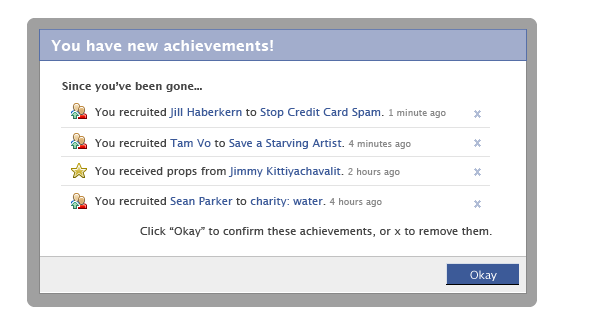 You have new achievements!
Since you've been gone...
You recruited Jill Haberkern to Stop Credit Card Spam. 1 minute ago x
You recruited Tam Vo to Save a Starving Artist. 4 minutes ago x
You received props from Jimmy Kittiyachavalit. 2 hours ago x
You recruited Sean Parker to charity: water. 4 hours ago x
Click “Okay” to confirm these achievements, or x to remove them.
Okay